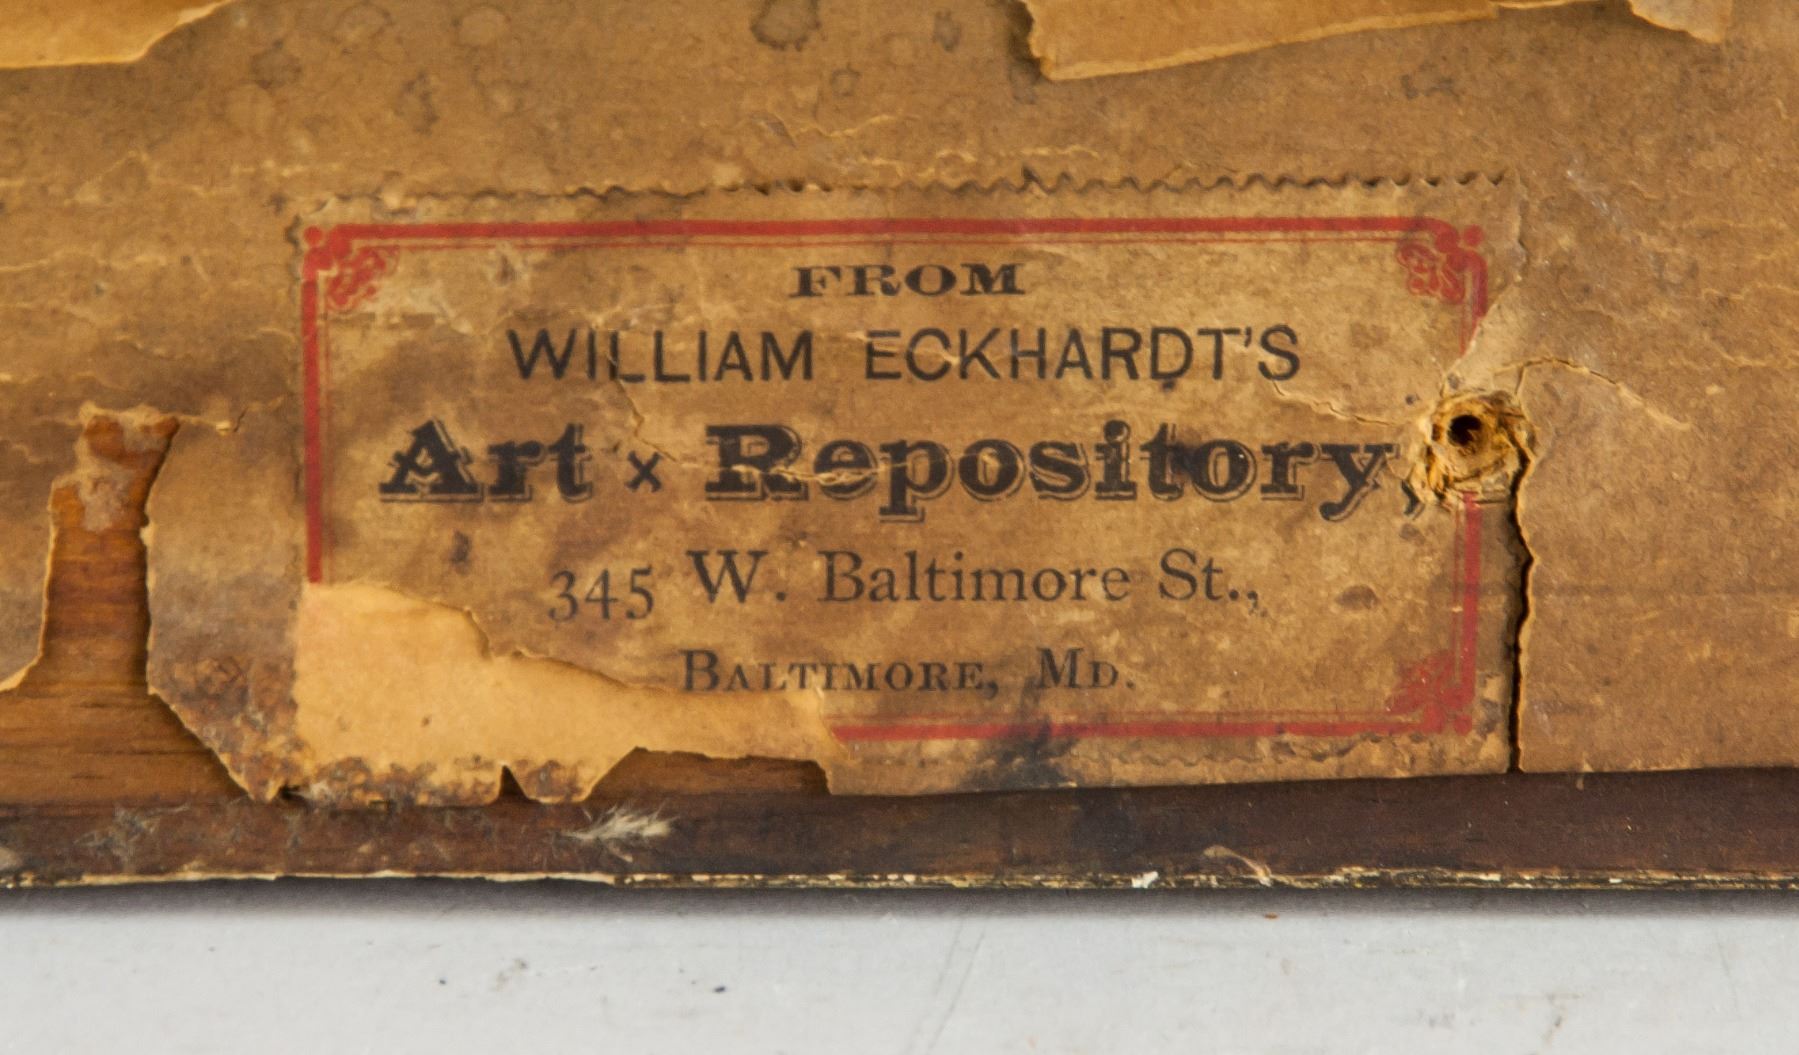 FROM
WILLIAM ECKHARDT'S
Art x Repository,
345 W. Baltimore St.,
BALTIMORE, MD.